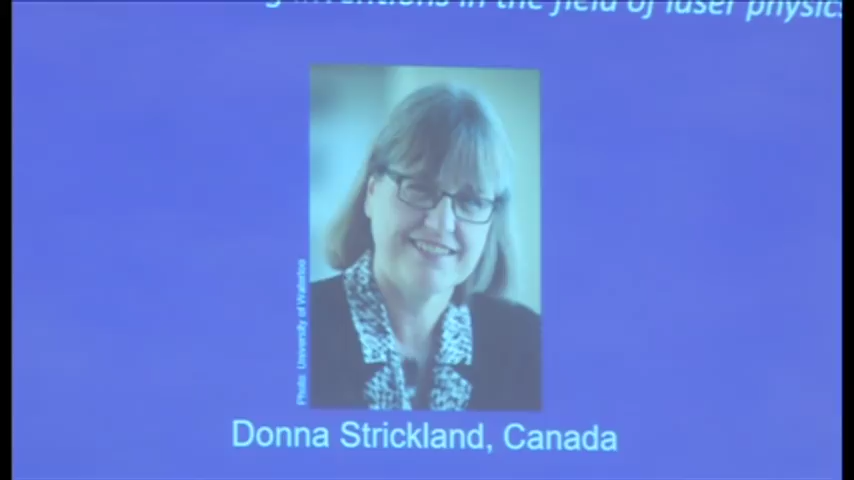 inventions in the field of laser physics
Photo: University of Waterloo
Donna Strickland, Canada